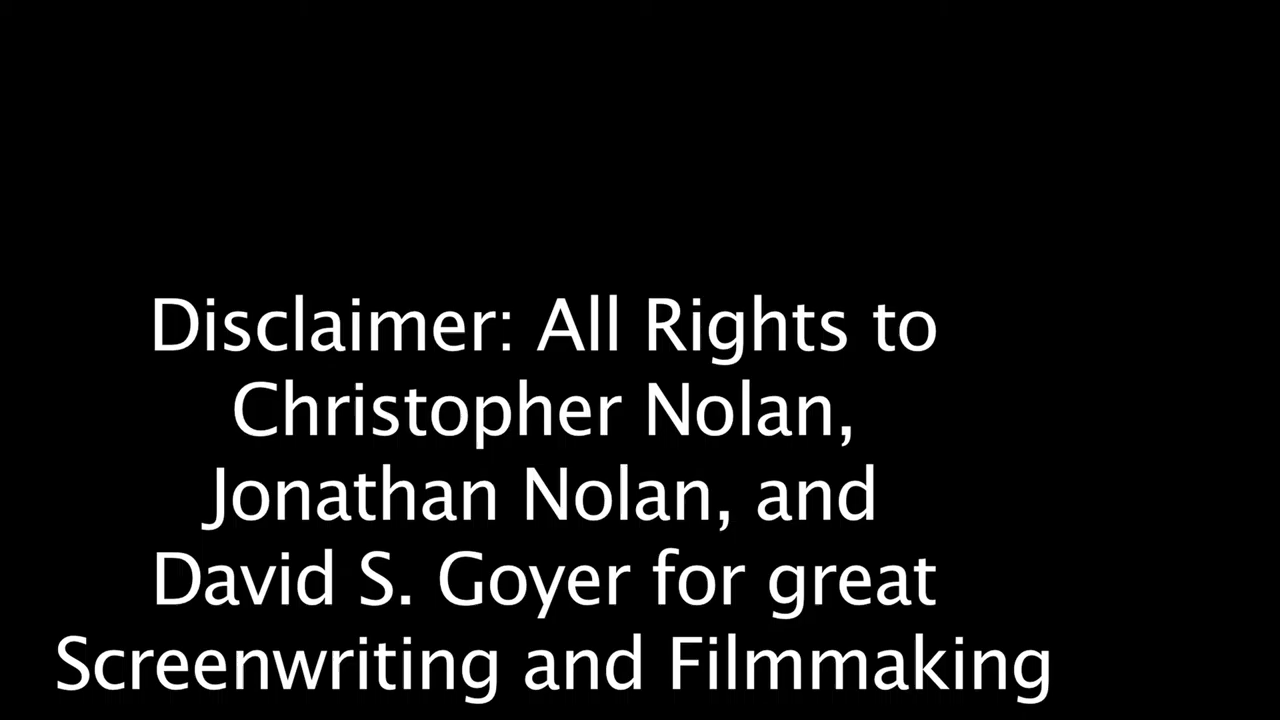 Disclaimer: All Rights to
Christopher Nolan,
Jonathan Nolan, and
David S. Goyer for great
Screenwriting and Filmmaking